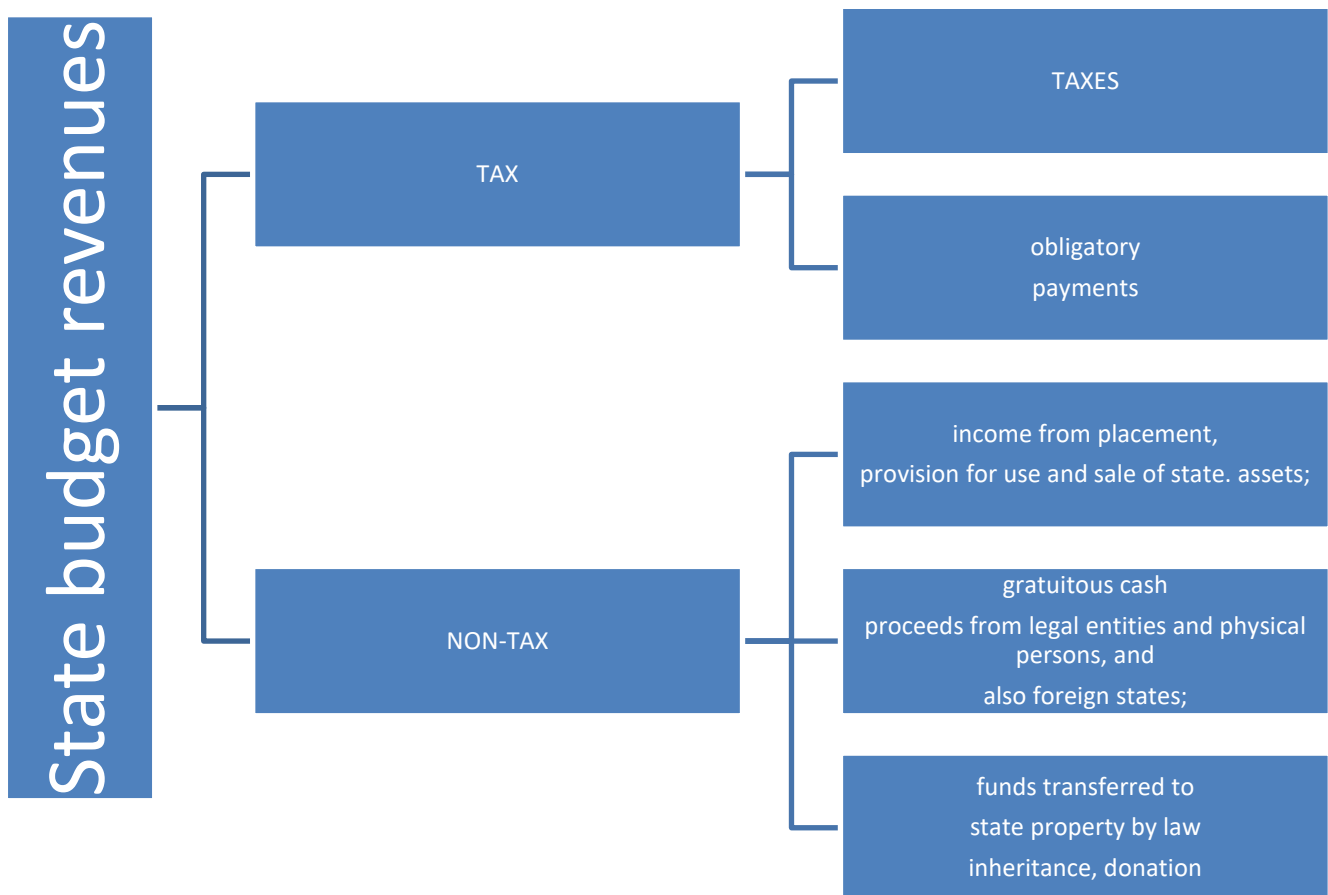 State budget revenues
TAX
TAXES
obligatory
payments
NON-TAX
income from placement,
provision for use and sale of state. assets;
gratuitous cash
proceeds from legal entities and physical
persons, and
also foreign states;
funds transferred to
state property by law
inheritance, donation